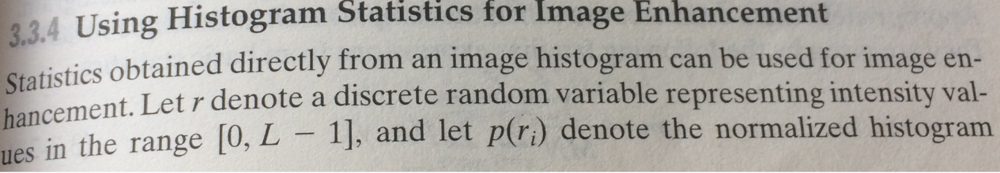 3.3.4 Using Histogram Statistics for Image Enhancement
Statistics obtained directly from an image histogram can be used for image en-
hancement. Let r denote a discrete random variable representing intensity val-
ues in the range [0, L − 1], and let p(rᵢ) denote the normalized histogram